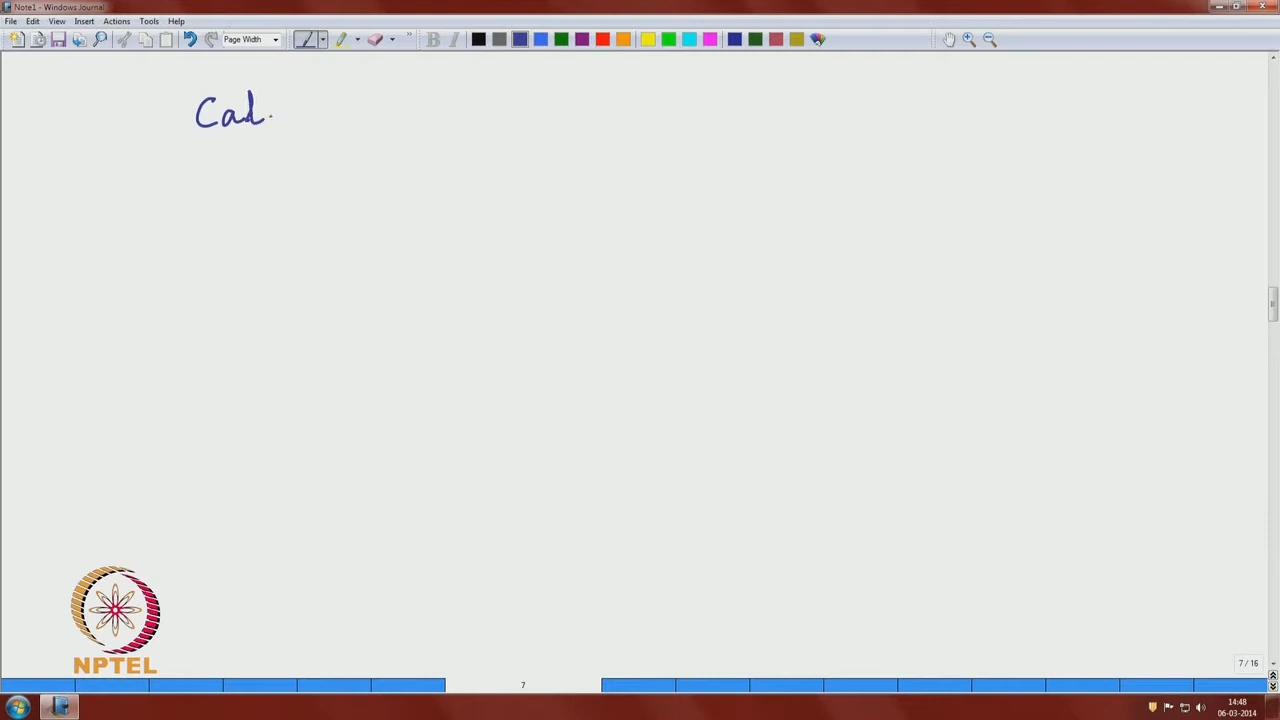 Note1 - Windows Journal
File Edit View Insert Actions Tools Help
Page Width
B I
Cal
NPTEL
7 / 16
7
14:48
06-03-2014